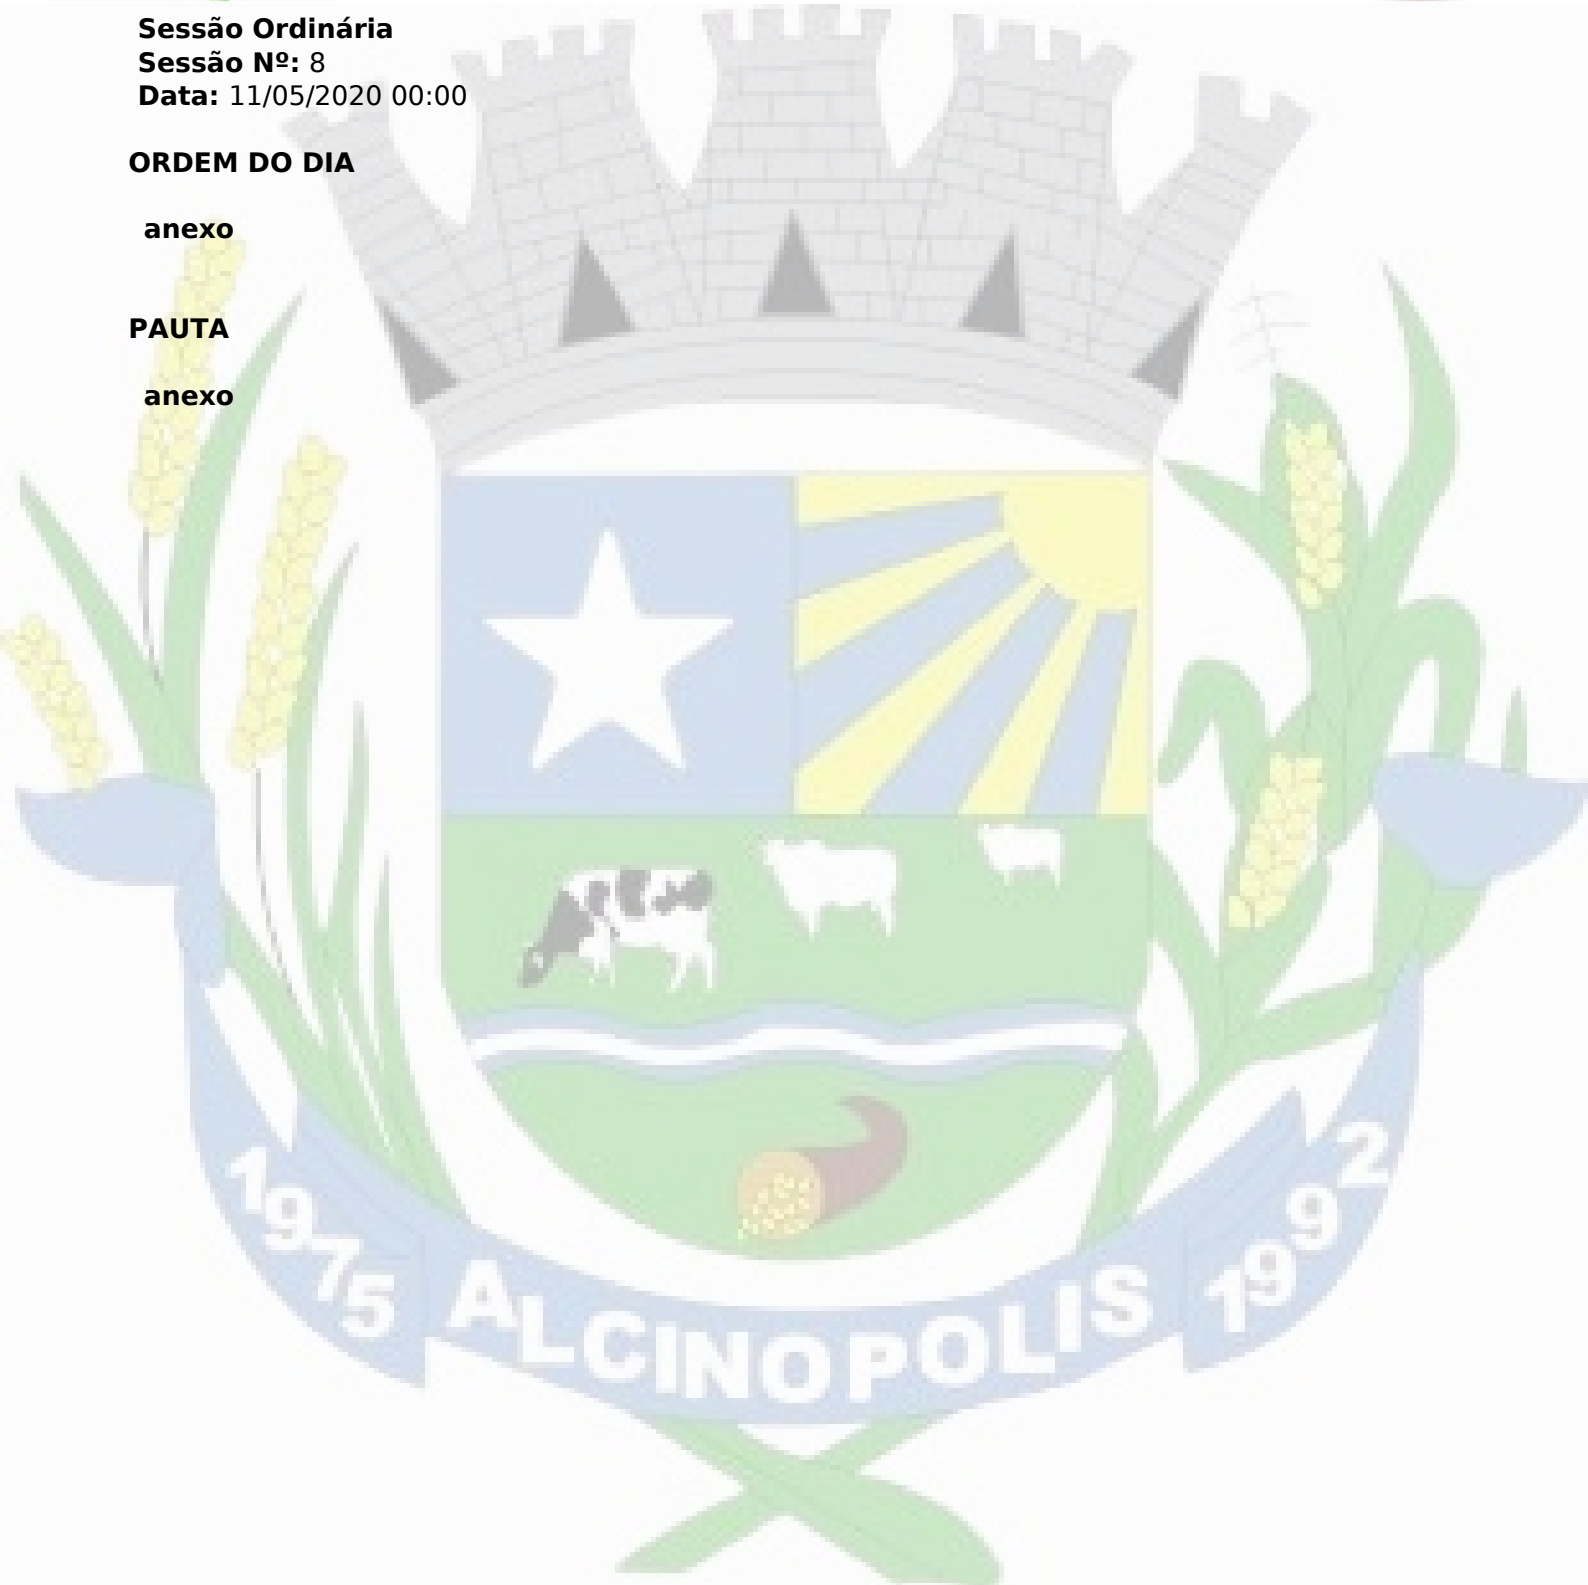 Sessão Ordinária
Sessão Nº: 8
Data: 11/05/2020 00:00
ORDEM DO DIA
anexo
PAUTA
anexo
1975 ALCINOPOLIS 1992